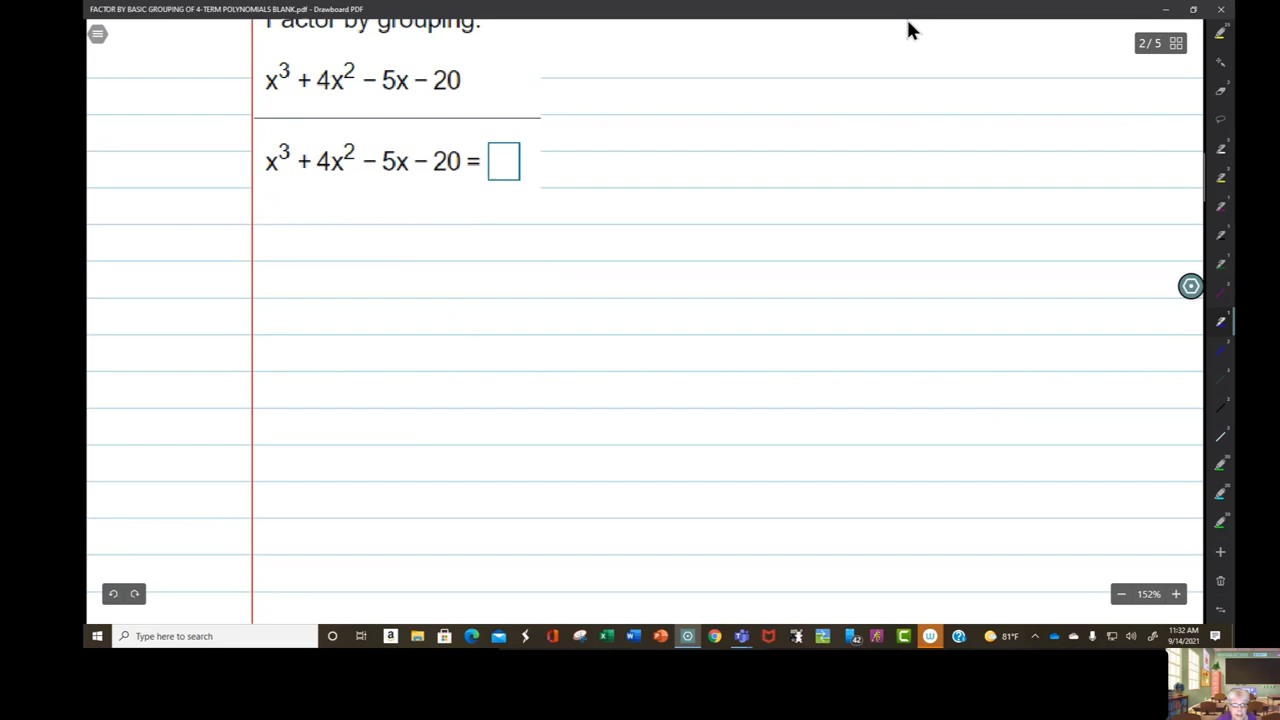 FACTOR BY BASIC GROUPING OF 4-TERM POLYNOMIALS BLANK.pdf - Drawboard PDF
Factor by grouping.
2 / 5
x³ + 4x² − 5x − 20
x³ + 4x² − 5x − 20 =
152%
Type here to search
42
81°F
11:32 AM
9/14/2021